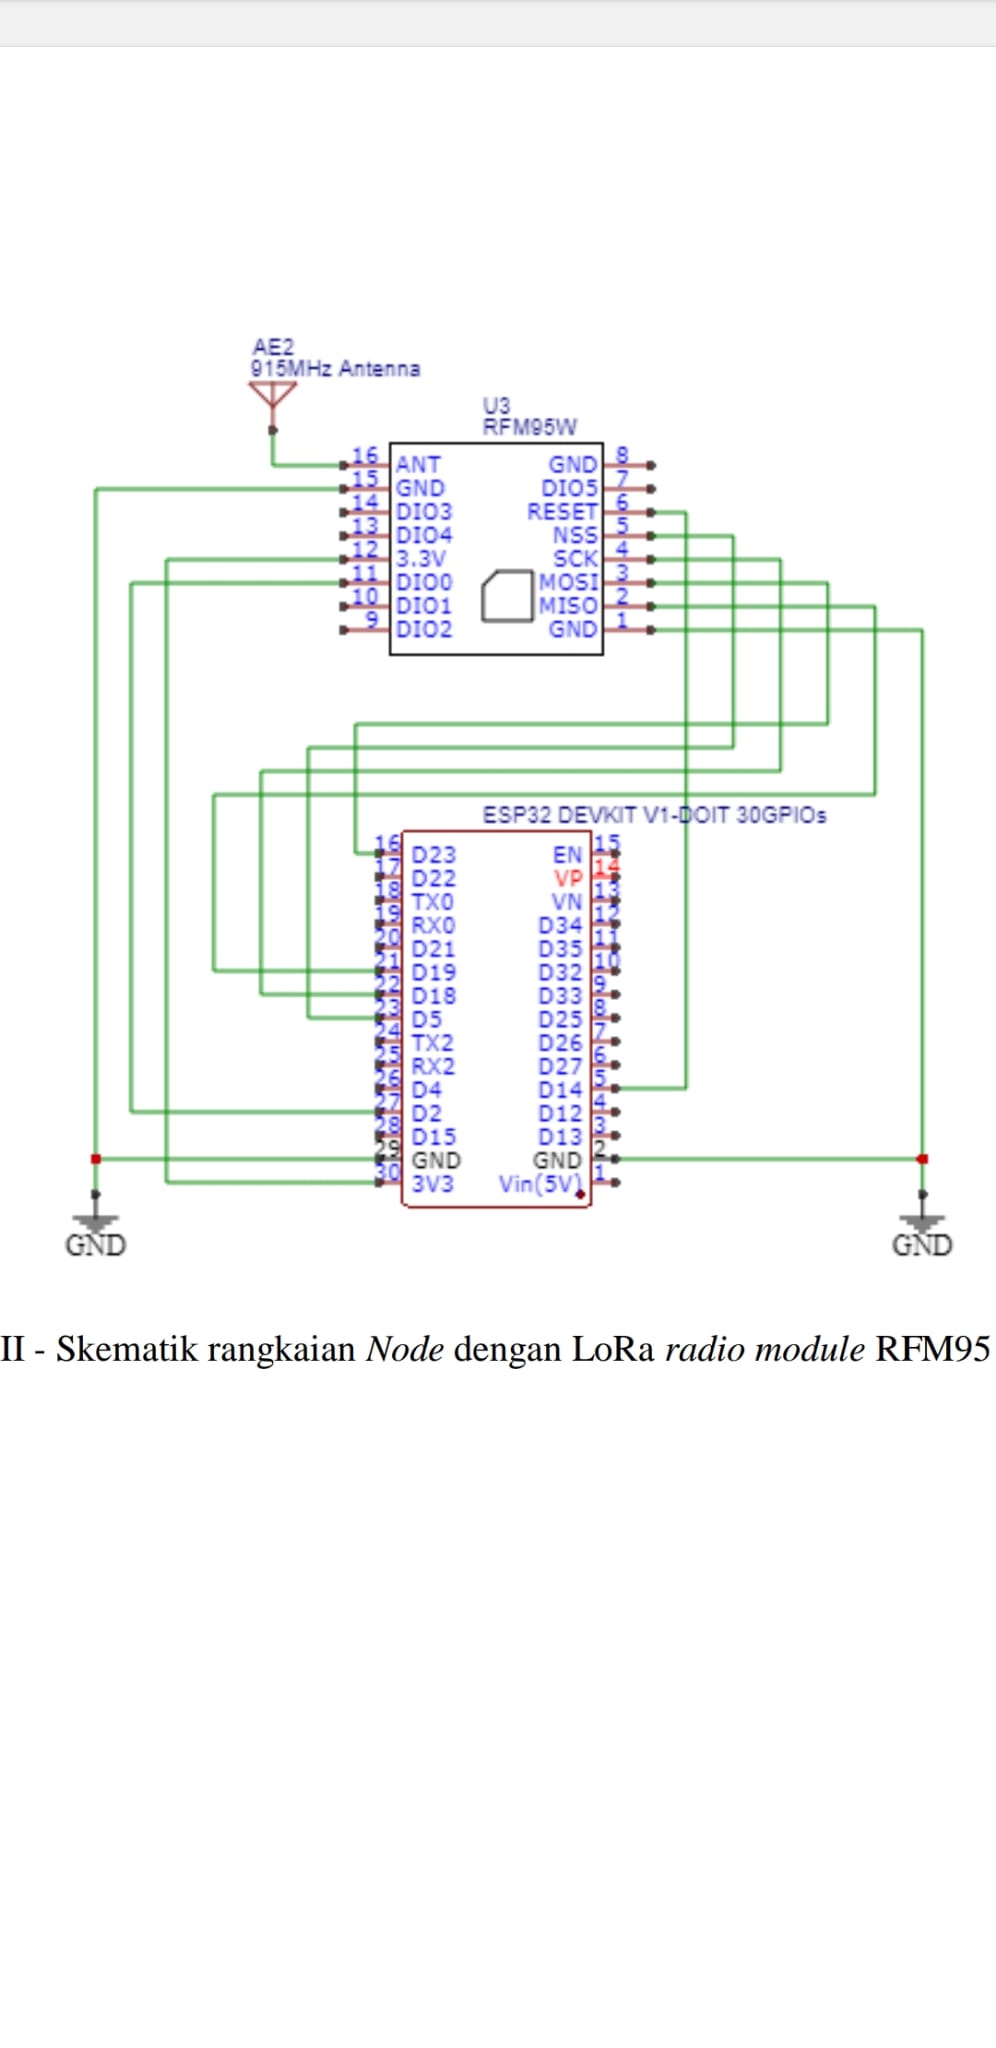 AE2
915MHz Antenna
U3
RFM95W
16 ANT
15 GND
14 DIO3
13 DIO4
12 3.3V
11 DIO0
10 DIO1
9 DIO2
GND 8
DIO5 7
RESET 6
NSS 5
SCK 4
MOSI 3
MISO 2
GND 1
ESP32 DEVKIT V1-DOIT 30GPIOs
16 D23
17 D22
18 TX0
19 RX0
20 D21
21 D19
22 D18
23 D5
24 TX2
25 RX2
26 D4
27 D2
28 D15
29 GND
30 3V3
EN 15
VP 14
VN 13
D34 12
D35 11
D32 10
D33 9
D25 8
D26 7
D27 6
D14 5
D12 4
D13 3
GND 2
Vin(5V) 1
GND
GND
II - Skematik rangkaian Node dengan LoRa radio module RFM95